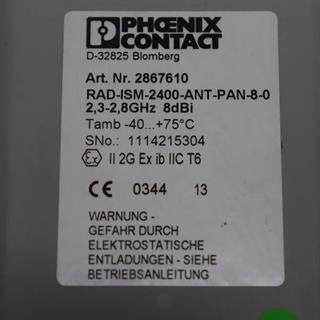 PHOENIX
CONTACT
D-32825 Blomberg
Art. Nr. 2867610
RAD-ISM-2400-ANT-PAN-8-0
2,3-2,8GHz 8dBi
Tamb -40...+75°C
SNo.: 1114215304
Ex II 2G Ex ib IIC T6
CE 0344 13
WARNUNG -
GEFAHR DURCH
ELEKTROSTATISCHE
ENTLADUNGEN - SIEHE
BETRIEBSANLEITUNG